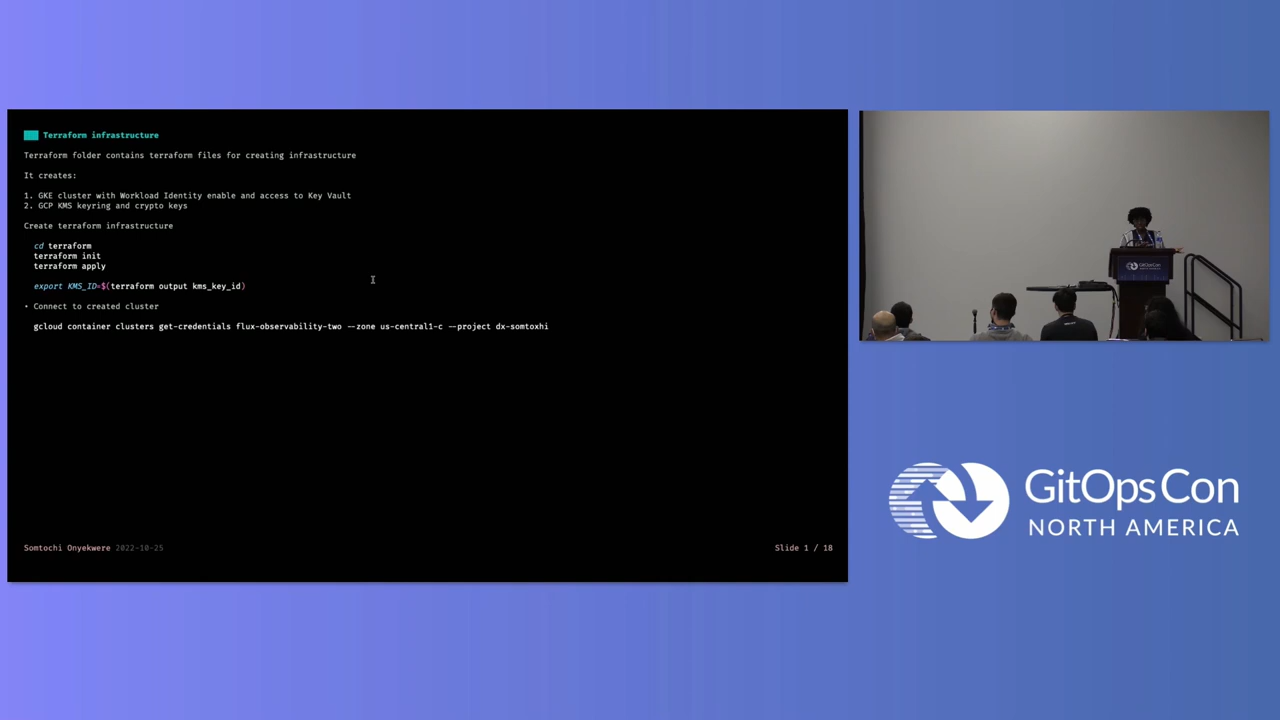 Terraform infrastructure
Terraform folder contains terraform files for creating infrastructure
It creates:
1. GKE cluster with Workload Identity enable and access to Key Vault
2. GCP KMS keyring and crypto keys
Create terraform infrastructure
cd terraform
terraform init
terraform apply
export KMS_ID=$(terraform output kms_key_id)
• Connect to created cluster
gcloud container clusters get-credentials flux-observability-two --zone us-central1-c --project dx-somtoxhi
Somtochi Onyekwere 2022-10-25
Slide 1 / 18
GitOpsCon
GitOpsCon
NORTH AMERICA